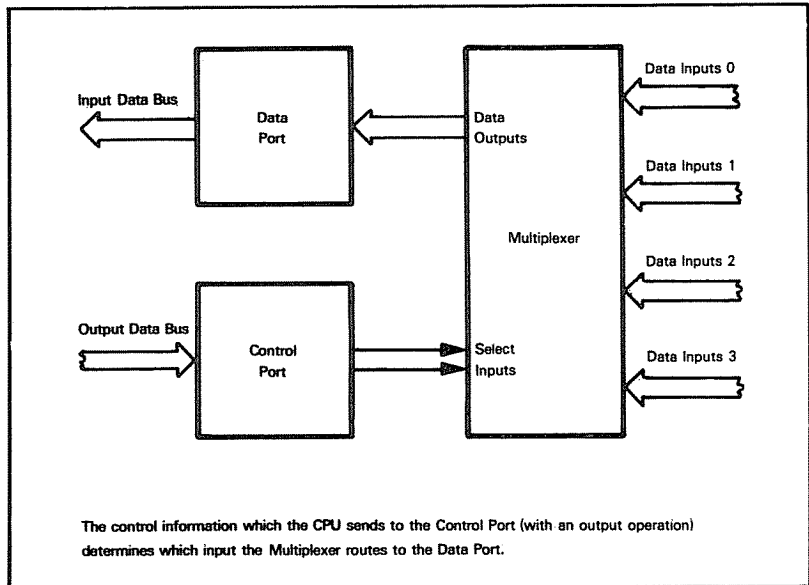 Input Data Bus
Data
Port
Data
Outputs
Data Inputs 0
Data Inputs 1
Multiplexer
Data Inputs 2
Output Data Bus
Control
Port
Select
Inputs
Data Inputs 3
The control information which the CPU sends to the Control Port (with an output operation)
determines which input the Multiplexer routes to the Data Port.